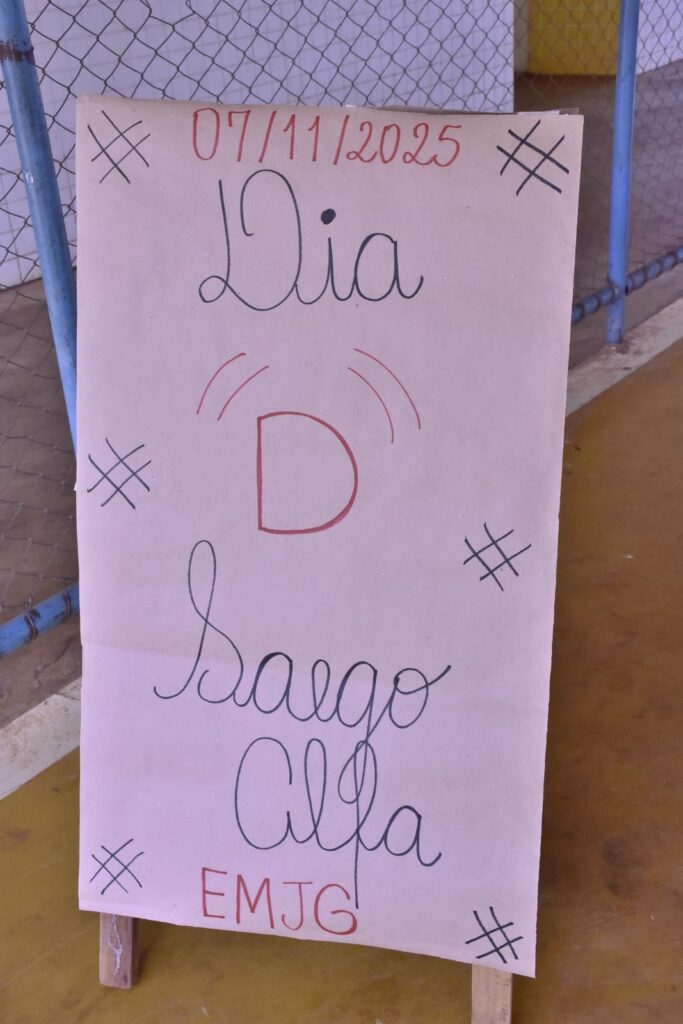 07/11/2025
Dia
D
Saego
Alfa
EMJG